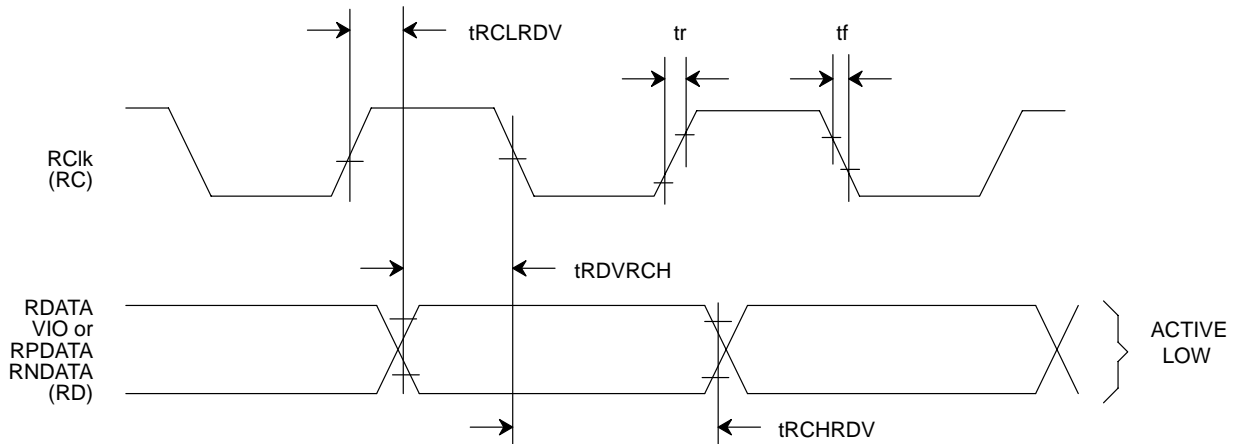 tRCLRDV
tr
tf
RClk
(RC)
tRDVRCH
RDATA
VIO or
RPDATA
RNDATA
(RD)
ACTIVE
LOW
tRCHRDV